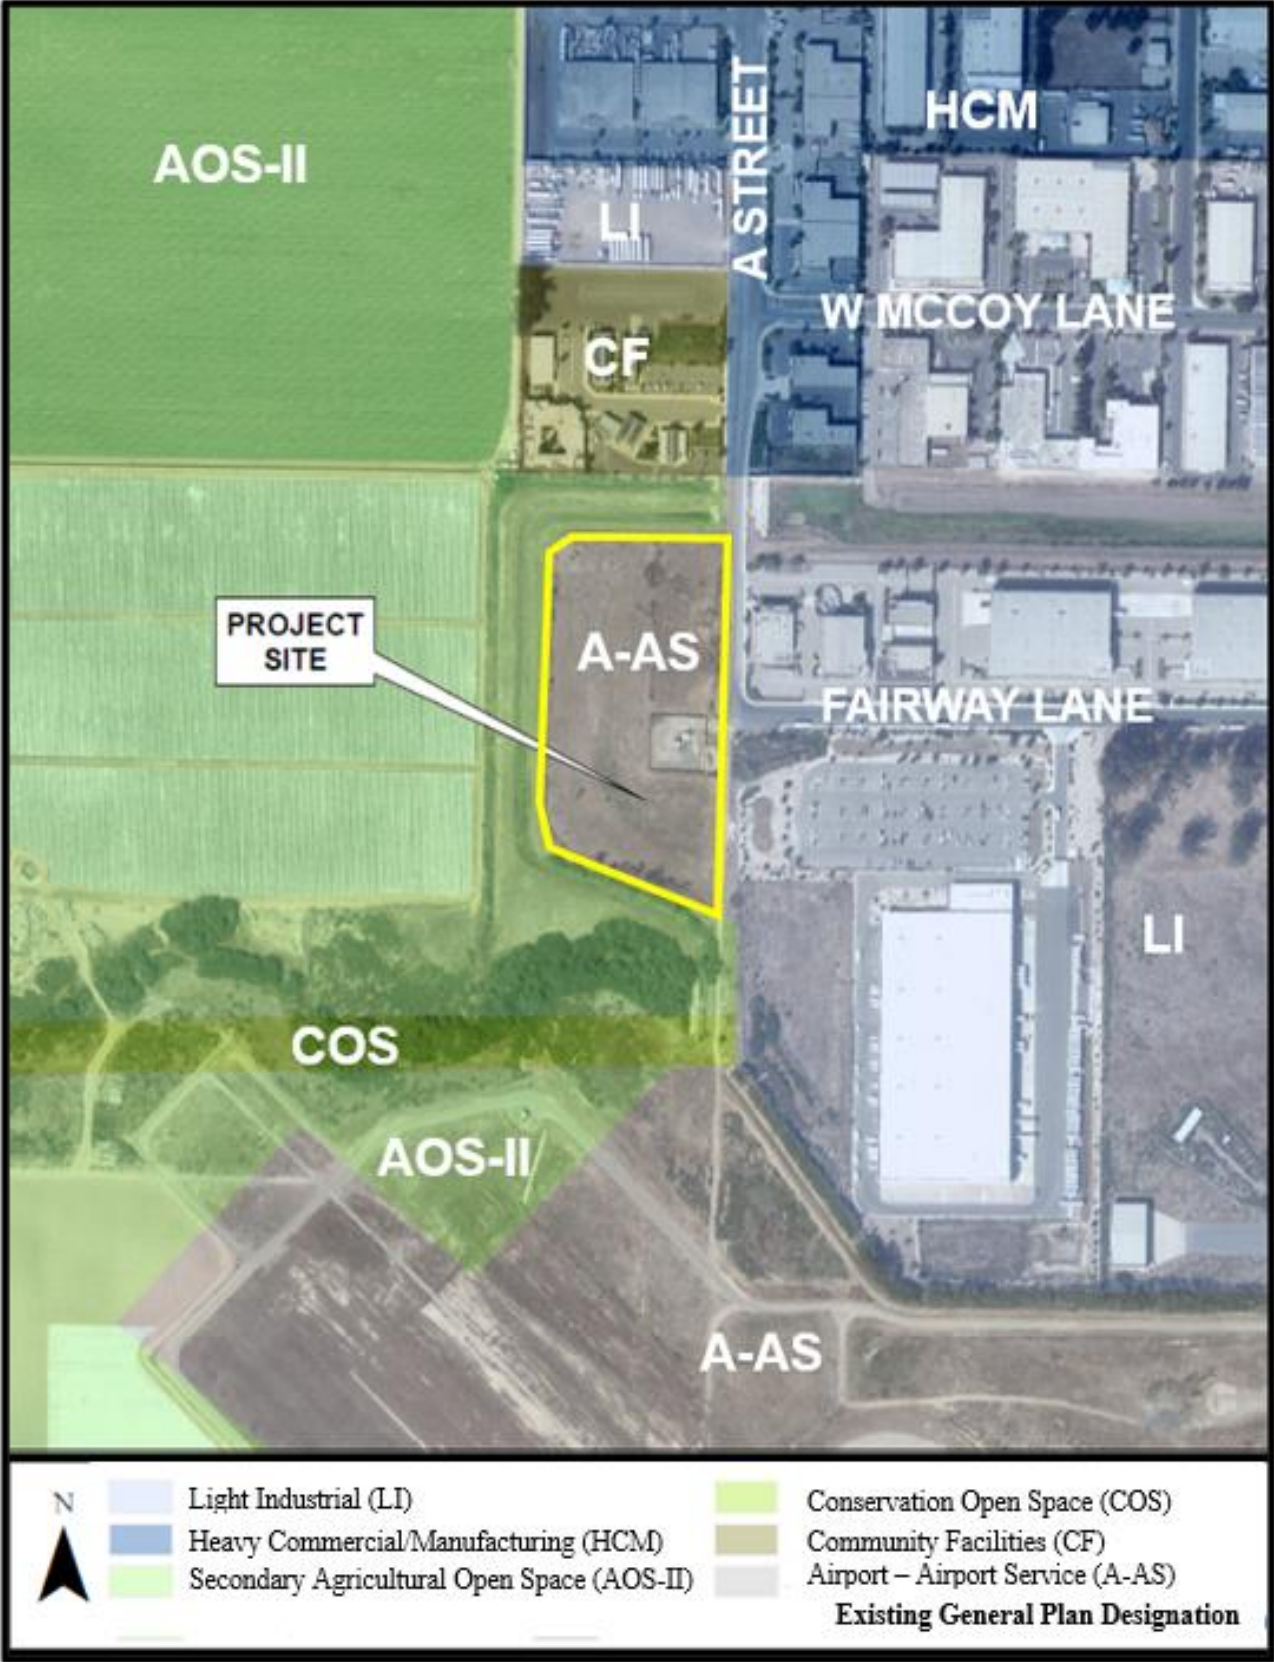 HCM
A STREET
AOS-II
LI
W MCCOY LANE
CF
PROJECT
SITE
A-AS
FAIRWAY LANE
LI
COS
AOS-II
A-AS
N
Light Industrial (LI)
Heavy Commercial/Manufacturing (HCM)
Secondary Agricultural Open Space (AOS-II)
Conservation Open Space (COS)
Community Facilities (CF)
Airport – Airport Service (A-AS)
Existing General Plan Designation